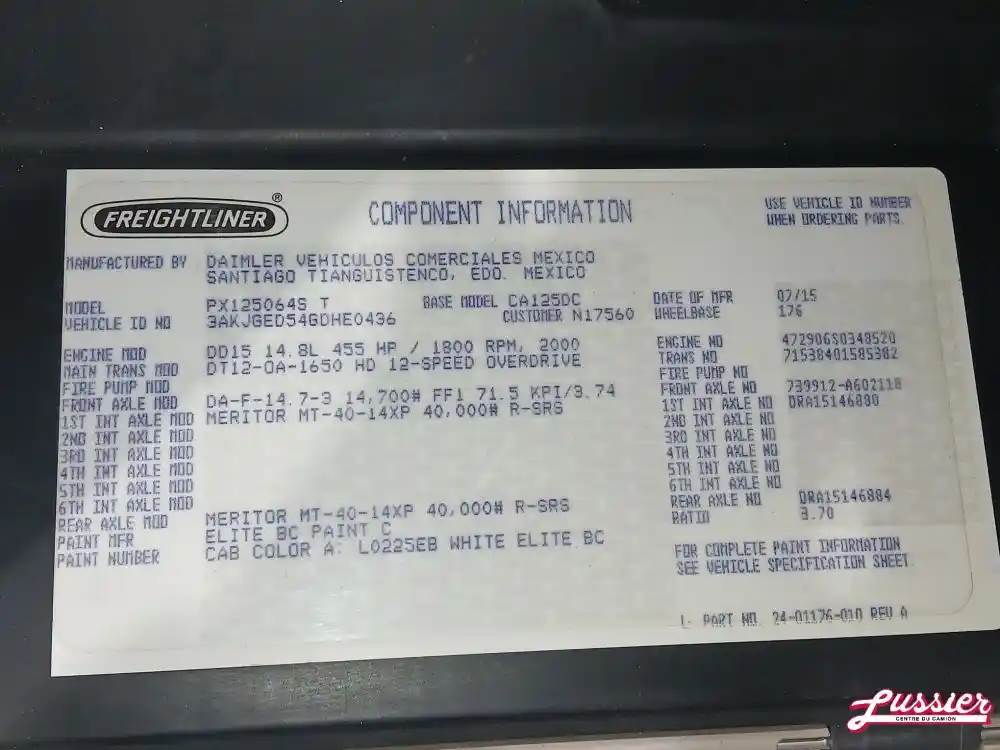 FREIGHTLINER ®
COMPONENT INFORMATION
USE VEHICLE ID NUMBER
WHEN ORDERING PARTS.
MANUFACTURED BY DAIMLER VEHICULOS COMERCIALES MEXICO
SANTIAGO TIANGUISTENCO, EDO. MEXICO
MODEL PX125064S T BASE MODEL CA125DC DATE OF MFR 07/15
VEHICLE ID NO 3AKJGED54GDHE0436 CUSTOMER N17560 WHEELBASE 176
ENGINE MOD DD15 14.8L 455 HP / 1800 RPM, 2000 ENGINE NO 472906S0348520
MAIN TRANS MOD DT12-OA-1650 HD 12-SPEED OVERDRIVE TRANS NO 71538401585382
FIRE PUMP MOD FIRE PUMP NO
FRONT AXLE MOD DA-F-14.7-3 14,700# FF1 71.5 KPI/3.74 FRONT AXLE NO 739912-A602118
1ST INT AXLE MOD MERITOR MT-40-14XP 40,000# R-SRS 1ST INT AXLE NO DRA15146880
2ND INT AXLE MOD 2ND INT AXLE NO
3RD INT AXLE MOD 3RD INT AXLE NO
4TH INT AXLE MOD 4TH INT AXLE NO
5TH INT AXLE MOD 5TH INT AXLE NO
6TH INT AXLE MOD 6TH INT AXLE NO
REAR AXLE MOD MERITOR MT-40-14XP 40,000# R-SRS REAR AXLE NO DRA15146884
PAINT MFR ELITE BC PAINT C RATIO 3.70
PAINT NUMBER CAB COLOR A: L0225EB WHITE ELITE BC
FOR COMPLETE PAINT INFORMATION
SEE VEHICLE SPECIFICATION SHEET.
PART NO. 24-01176-010 REV A
Lussier
CENTRE DU CAMION